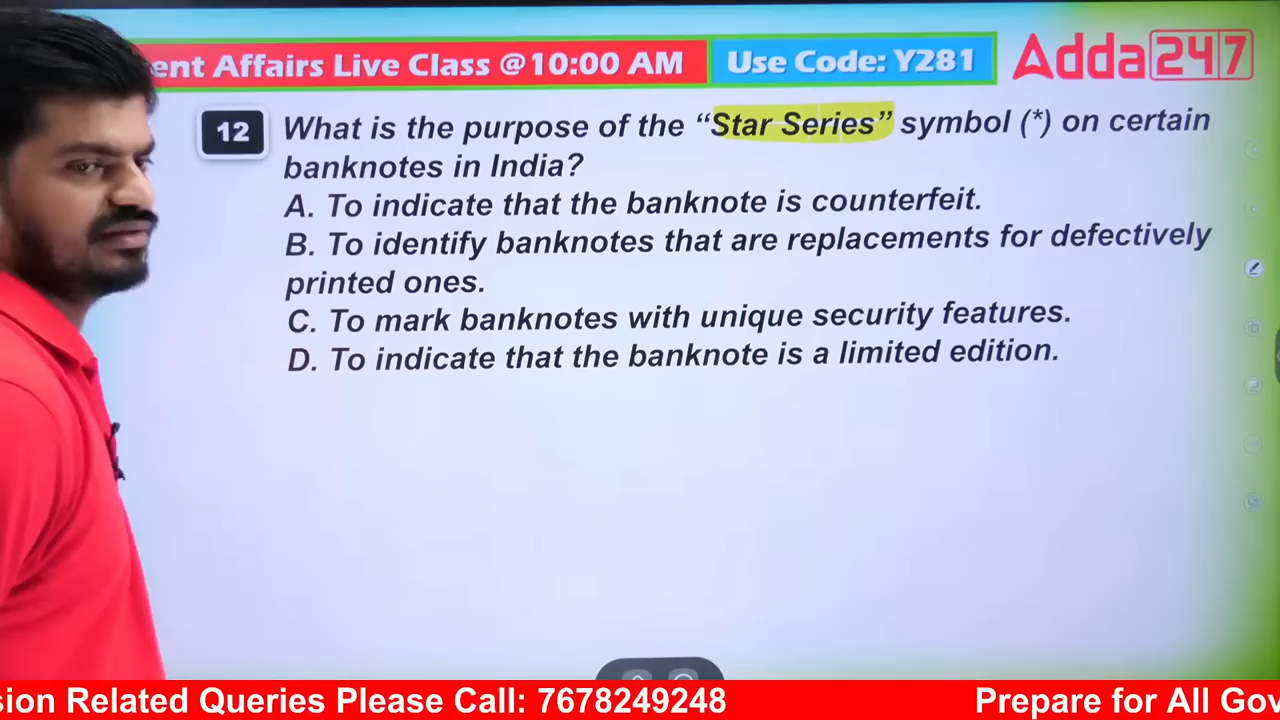 ent Affairs Live Class @10:00 AM
Use Code: Y281
Adda247
12
What is the purpose of the “Star Series” symbol (*) on certain
banknotes in India?
A. To indicate that the banknote is counterfeit.
B. To identify banknotes that are replacements for defectively
printed ones.
C. To mark banknotes with unique security features.
D. To indicate that the banknote is a limited edition.
sion Related Queries Please Call: 7678249248
Prepare for All Gov